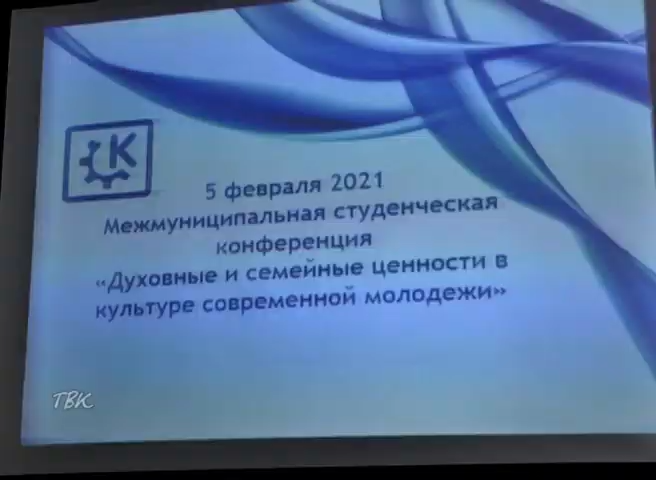 К
5 февраля 2021
Межмуниципальная студенческая
конференция
«Духовные и семейные ценности в
культуре современной молодежи»
ТВК